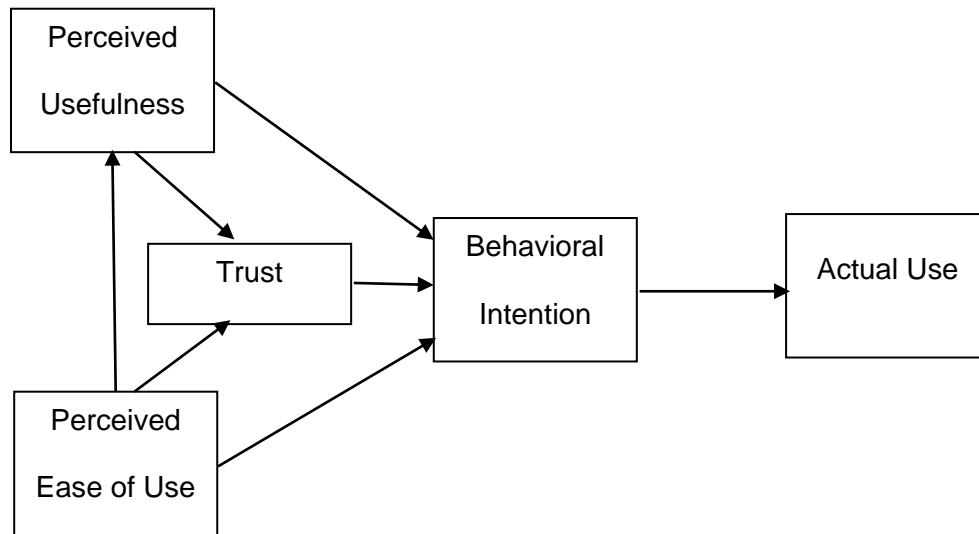 Perceived
Usefulness
Trust
Behavioral
Intention
Actual Use
Perceived
Ease of Use